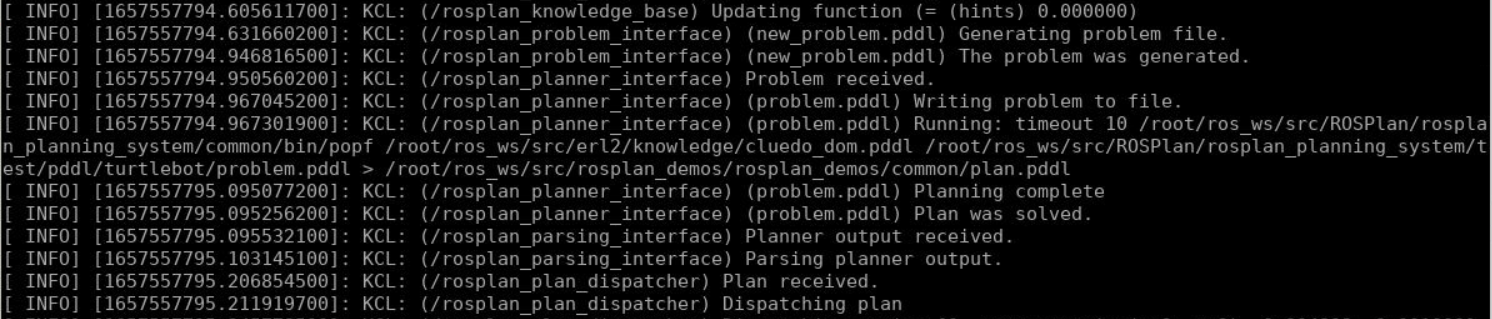 [ INFO] [1657557794.605611700]: KCL: (/rosplan_knowledge_base) Updating function (= (hints) 0.000000)
[ INFO] [1657557794.631660200]: KCL: (/rosplan_problem_interface) (new_problem.pddl) Generating problem file.
[ INFO] [1657557794.946816500]: KCL: (/rosplan_problem_interface) (new_problem.pddl) The problem was generated.
[ INFO] [1657557794.950560200]: KCL: (/rosplan_planner_interface) Problem received.
[ INFO] [1657557794.967045200]: KCL: (/rosplan_planner_interface) (problem.pddl) Writing problem to file.
[ INFO] [1657557794.967301900]: KCL: (/rosplan_planner_interface) (problem.pddl) Running: timeout 10 /root/ros_ws/src/ROSPlan/rospla
n_planning_system/common/bin/popf /root/ros_ws/src/erl2/knowledge/cluedo_dom.pddl /root/ros_ws/src/ROSPlan/rosplan_planning_system/t
est/pddl/turtlebot/problem.pddl > /root/ros_ws/src/rosplan_demos/rosplan_demos/common/plan.pddl
[ INFO] [1657557795.095077200]: KCL: (/rosplan_planner_interface) (problem.pddl) Planning complete
[ INFO] [1657557795.095256200]: KCL: (/rosplan_planner_interface) (problem.pddl) Plan was solved.
[ INFO] [1657557795.095532100]: KCL: (/rosplan_parsing_interface) Planner output received.
[ INFO] [1657557795.103145100]: KCL: (/rosplan_parsing_interface) Parsing planner output.
[ INFO] [1657557795.206854500]: KCL: (/rosplan_plan_dispatcher) Plan received.
[ INFO] [1657557795.211919700]: KCL: (/rosplan_plan_dispatcher) Dispatching plan